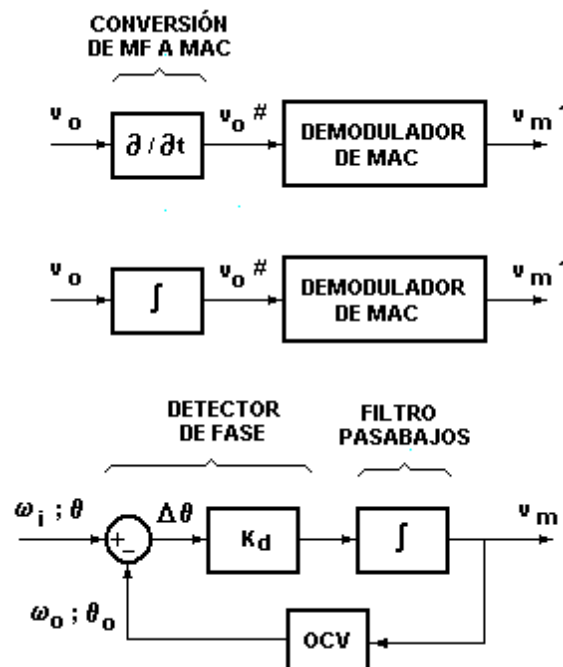 CONVERSIÓN
DE MF A MAC
v o
∂ / ∂t
v o #
DEMODULADOR
DE MAC
v m ^
v o
∫
v o #
DEMODULADOR
DE MAC
v m ^
DETECTOR
DE FASE
FILTRO
PASABAJOS
ω i ; θ
+
−
Δθ
K d
∫
v m
ω o ; θ o
OCV